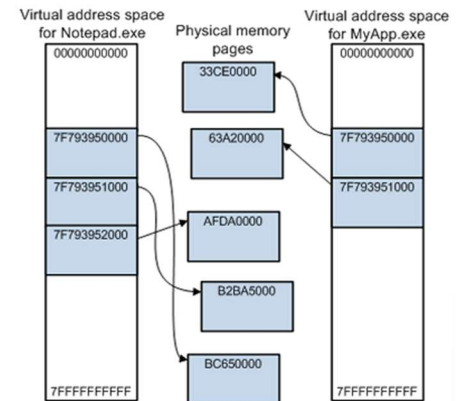 Virtual address space
for Notepad.exe
00000000000
7F793950000
7F793951000
7F793952000
7FFFFFFFFFF
Physical memory
pages
33CE0000
63A20000
AFDA0000
B2BA5000
BC650000
Virtual address space
for MyApp.exe
00000000000
7F793950000
7F793951000
7FFFFFFFFFF